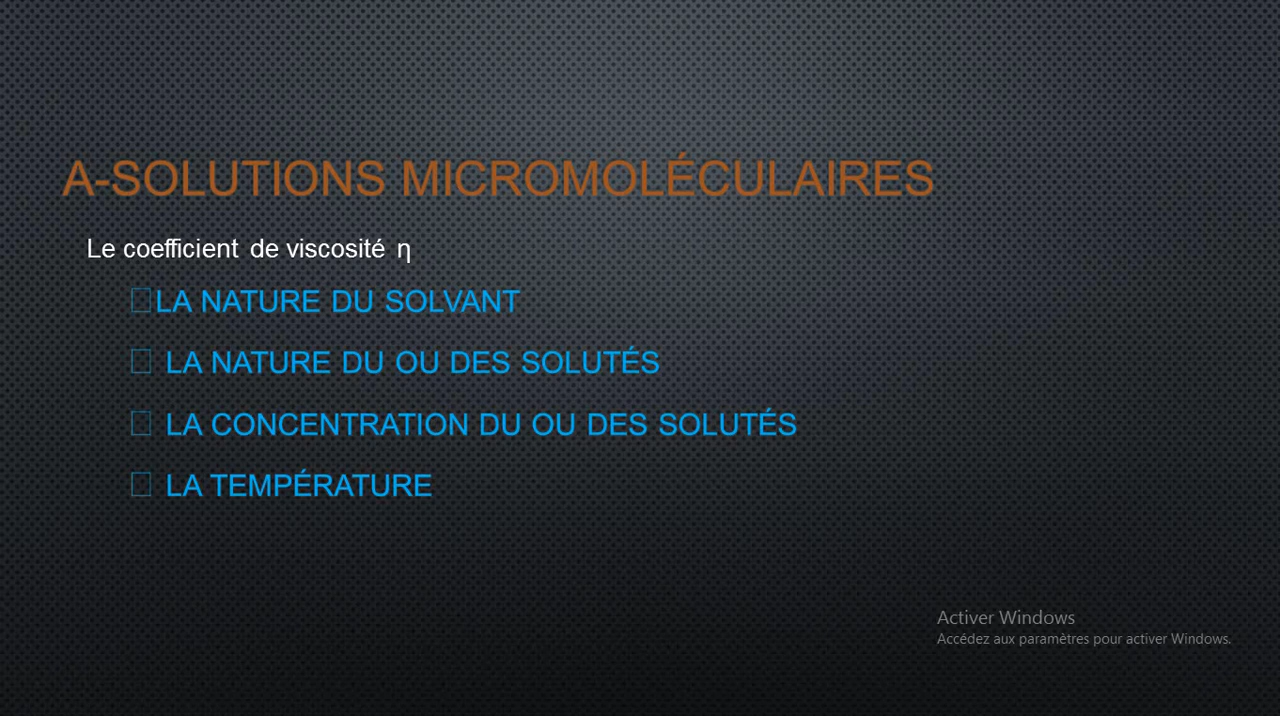 A-SOLUTIONS MICROMOLÉCULAIRES
Le coefficient de viscosité η
LA NATURE DU SOLVANT
LA NATURE DU OU DES SOLUTÉS
LA CONCENTRATION DU OU DES SOLUTÉS
LA TEMPÉRATURE
Activer Windows
Accédez aux paramètres pour activer Windows.